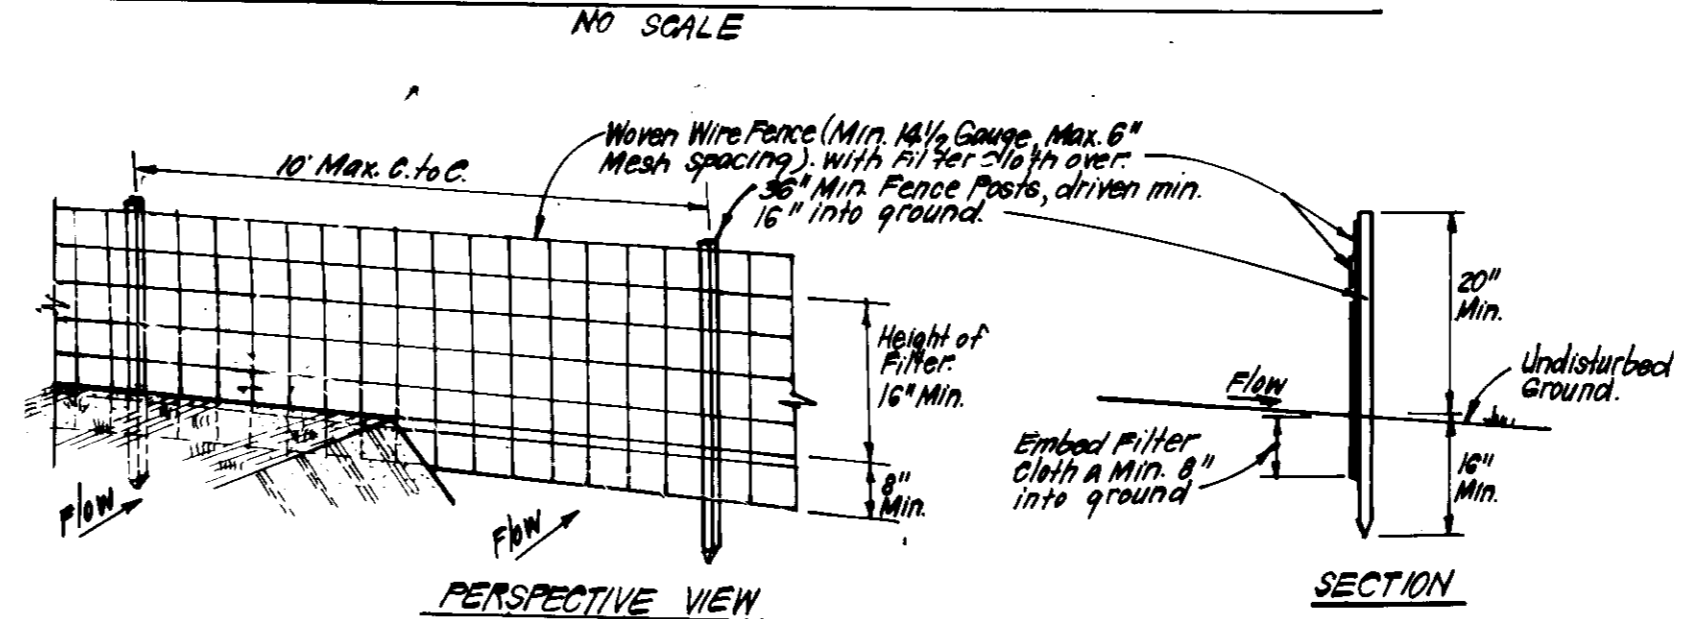 NO SCALE
Woven Wire Fence (Min. 14½ Gauge, Max. 6"
Mesh spacing). with Filter Cloth over.
10' Max. C. to C.
36" Min. Fence Posts, driven min.
16" into ground.
Height of
Filter.
16" Min.
8"
Min.
Flow
Flow
PERSPECTIVE VIEW
20"
Min.
Undisturbed
Ground.
Flow
Embed Filter
Cloth a Min. 8"
into ground
16"
Min.
SECTION